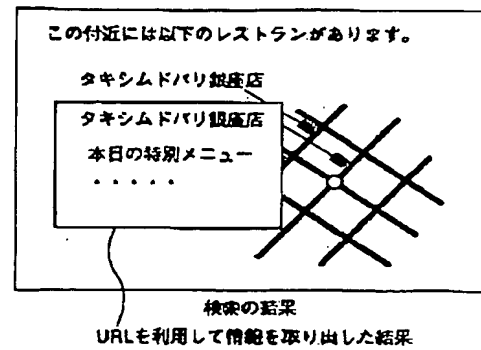 この付近には以下のレストランがあります。
タキシムドパリ銀座店
タキシムドパリ銀座店
本日の特別メニュー
・・・・・
検索の結果
URLを利用して情報を取り出した結果